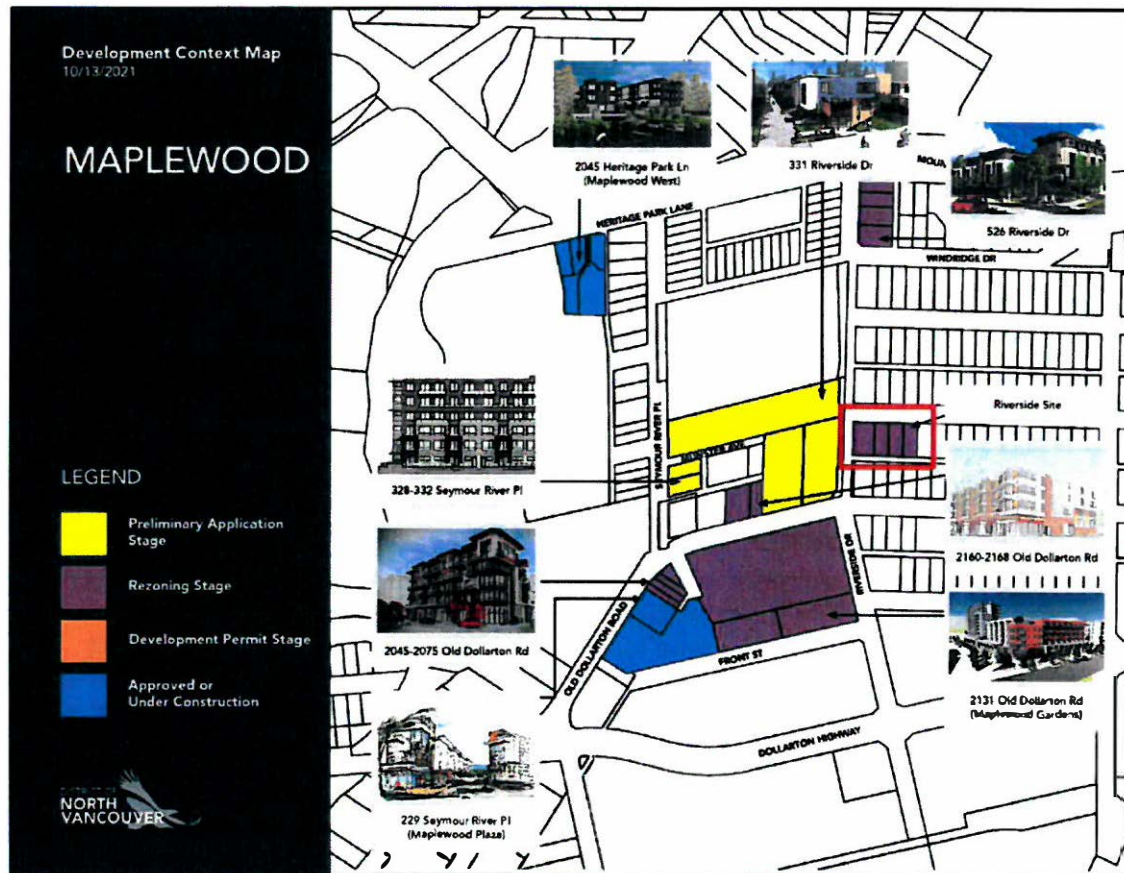 Development Context Map
10/13/2021
MAPLEWOOD
LEGEND
Preliminary Application
Stage
Rezoning Stage
Development Permit Stage
Approved or
Under Construction
NORTH
VANCOUVER
2045 Heritage Park Ln
(Maplewood West)
331 Riverside Dr
526 Riverside Dr
HERITAGE PARK LANE
WINDRIDGE DR
SEYMOUR RIVER PL
Riverside Site
328-332 Seymour River Pl
2160-2168 Old Dollarton Rd
RIVERSIDE DR
2045-2075 Old Dollarton Rd
OLD DOLLARTON ROAD
FRONT ST
2131 Old Dollarton Rd
(Maplewood Gardens)
DOLLARTON HIGHWAY
229 Seymour River Pl
(Maplewood Plaza)